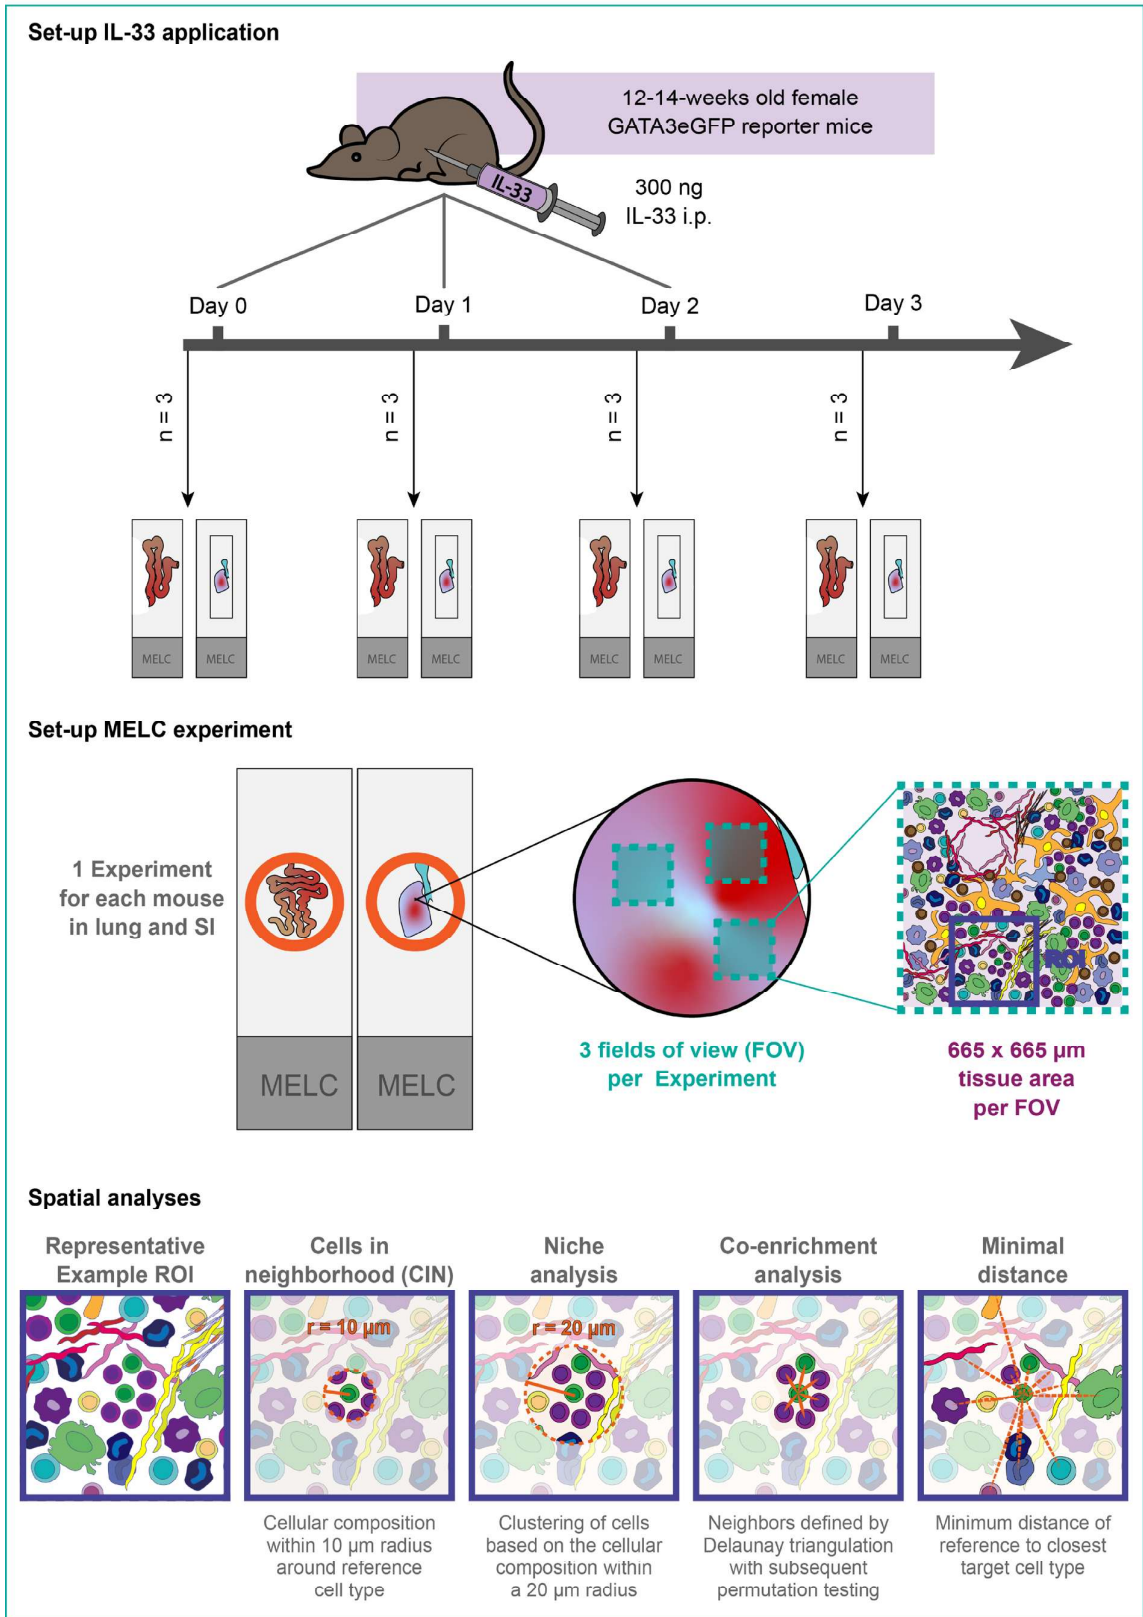 Set-up IL-33 application
12-14-weeks old female
GATA3eGFP reporter mice
IL-33
300 ng
IL-33 i.p.
Day 0
Day 1
Day 2
Day 3
n = 3
n = 3
n = 3
n = 3
MELC
MELC
MELC
MELC
MELC
MELC
MELC
MELC
Set-up MELC experiment
1 Experiment
for each mouse
in lung and SI
MELC
MELC
ROI
3 fields of view (FOV)
per Experiment
665 x 665 µm
tissue area
per FOV
Spatial analyses
Representative
Example ROI
Cells in
neighborhood (CIN)
Niche
analysis
Co-enrichment
analysis
Minimal
distance
r = 10 µm
r = 20 µm
Cellular composition
within 10 µm radius
around reference
cell type
Clustering of cells
based on the cellular
composition within
a 20 µm radius
Neighbors defined by
Delaunay triangulation
with subsequent
permutation testing
Minimum distance of
reference to closest
target cell type